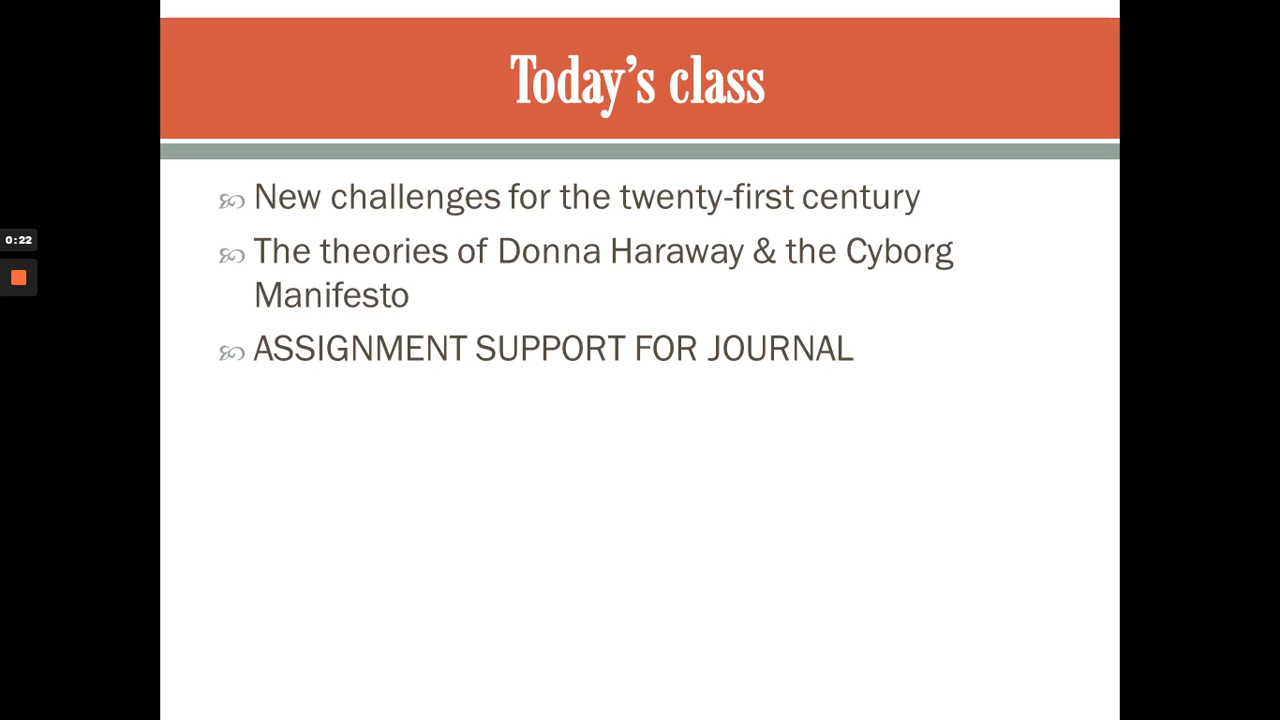 Today’s class
0:22
New challenges for the twenty-first century
The theories of Donna Haraway & the Cyborg
Manifesto
ASSIGNMENT SUPPORT FOR JOURNAL